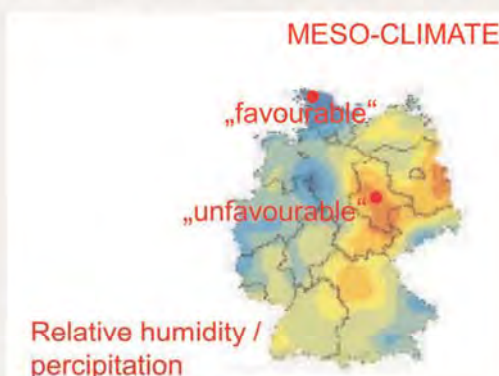 MESO-CLIMATE
„favourable“
„unfavourable“
Relative humidity /
percipitation